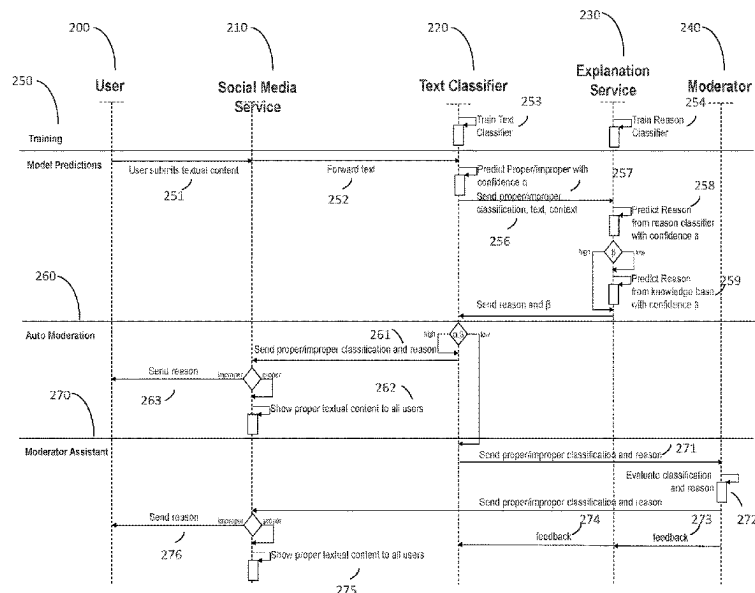 200
210
220
230
240
250
User
Social Media
Service
Text Classifier
Explanation
Service
Moderator
253
254
Train Text
Classifier
Train Reason
Classifier
Training
Model Predictions
User submits textual content
251
Forward text
252
Predict Proper/improper with
confidence α
257
Send proper/improper
classification, text, context
256
258
Predict Reason
from reason classifier
with confidence
β
high
low
259
Predict Reason
from knowledge base
with confidence
Send reason and β
260
Auto Moderation
261
high
low
Send proper/improper classification and reason
Send reason
improper
proper
263
262
Show proper textual content to all users
270
Moderator Assistant
Send proper/improper classification and reason
271
Evaluate classification
and reason
272
Send proper/improper classification and reason
Send reason
improper
proper
276
274
273
feedback
feedback
Show proper textual content to all users
275